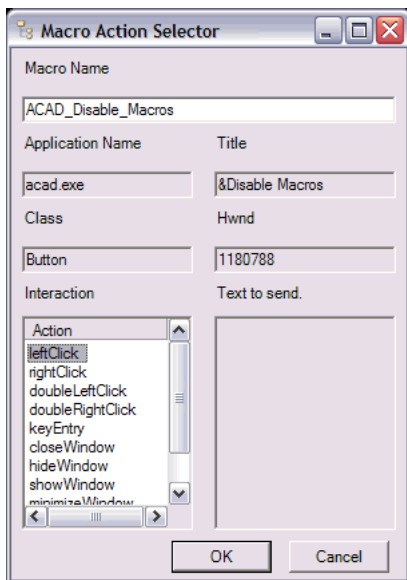 Macro Action Selector
Macro Name
ACAD_Disable_Macros
Application Name Title
acad.exe &Disable Macros
Class Hwnd
Button 1180788
Interaction Text to send.
Action
leftClick
rightClick
doubleLeftClick
doubleRightClick
keyEntry
closeWindow
hideWindow
showWindow
minimizeWindow
OK Cancel